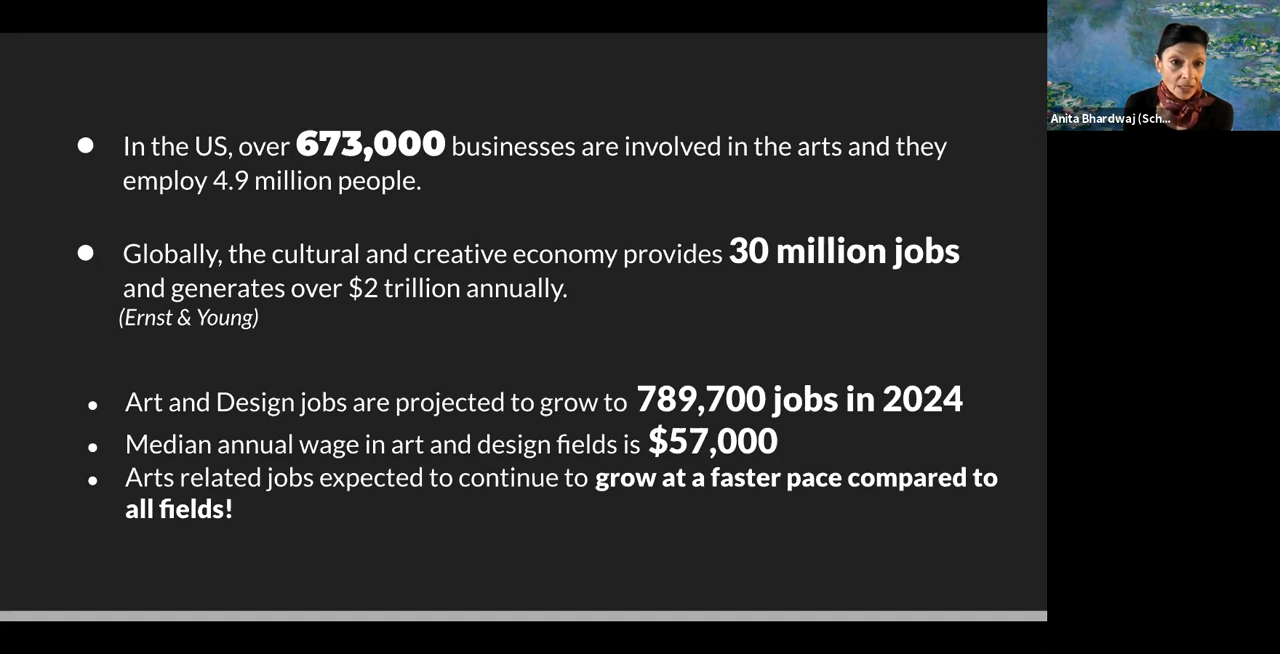 In the US, over 673,000 businesses are involved in the arts and they
employ 4.9 million people.
Globally, the cultural and creative economy provides 30 million jobs
and generates over $2 trillion annually.
(Ernst & Young)
Art and Design jobs are projected to grow to 789,700 jobs in 2024
Median annual wage in art and design fields is $57,000
Arts related jobs expected to continue to grow at a faster pace compared to
all fields!
Anita Bhardwaj (Sch...